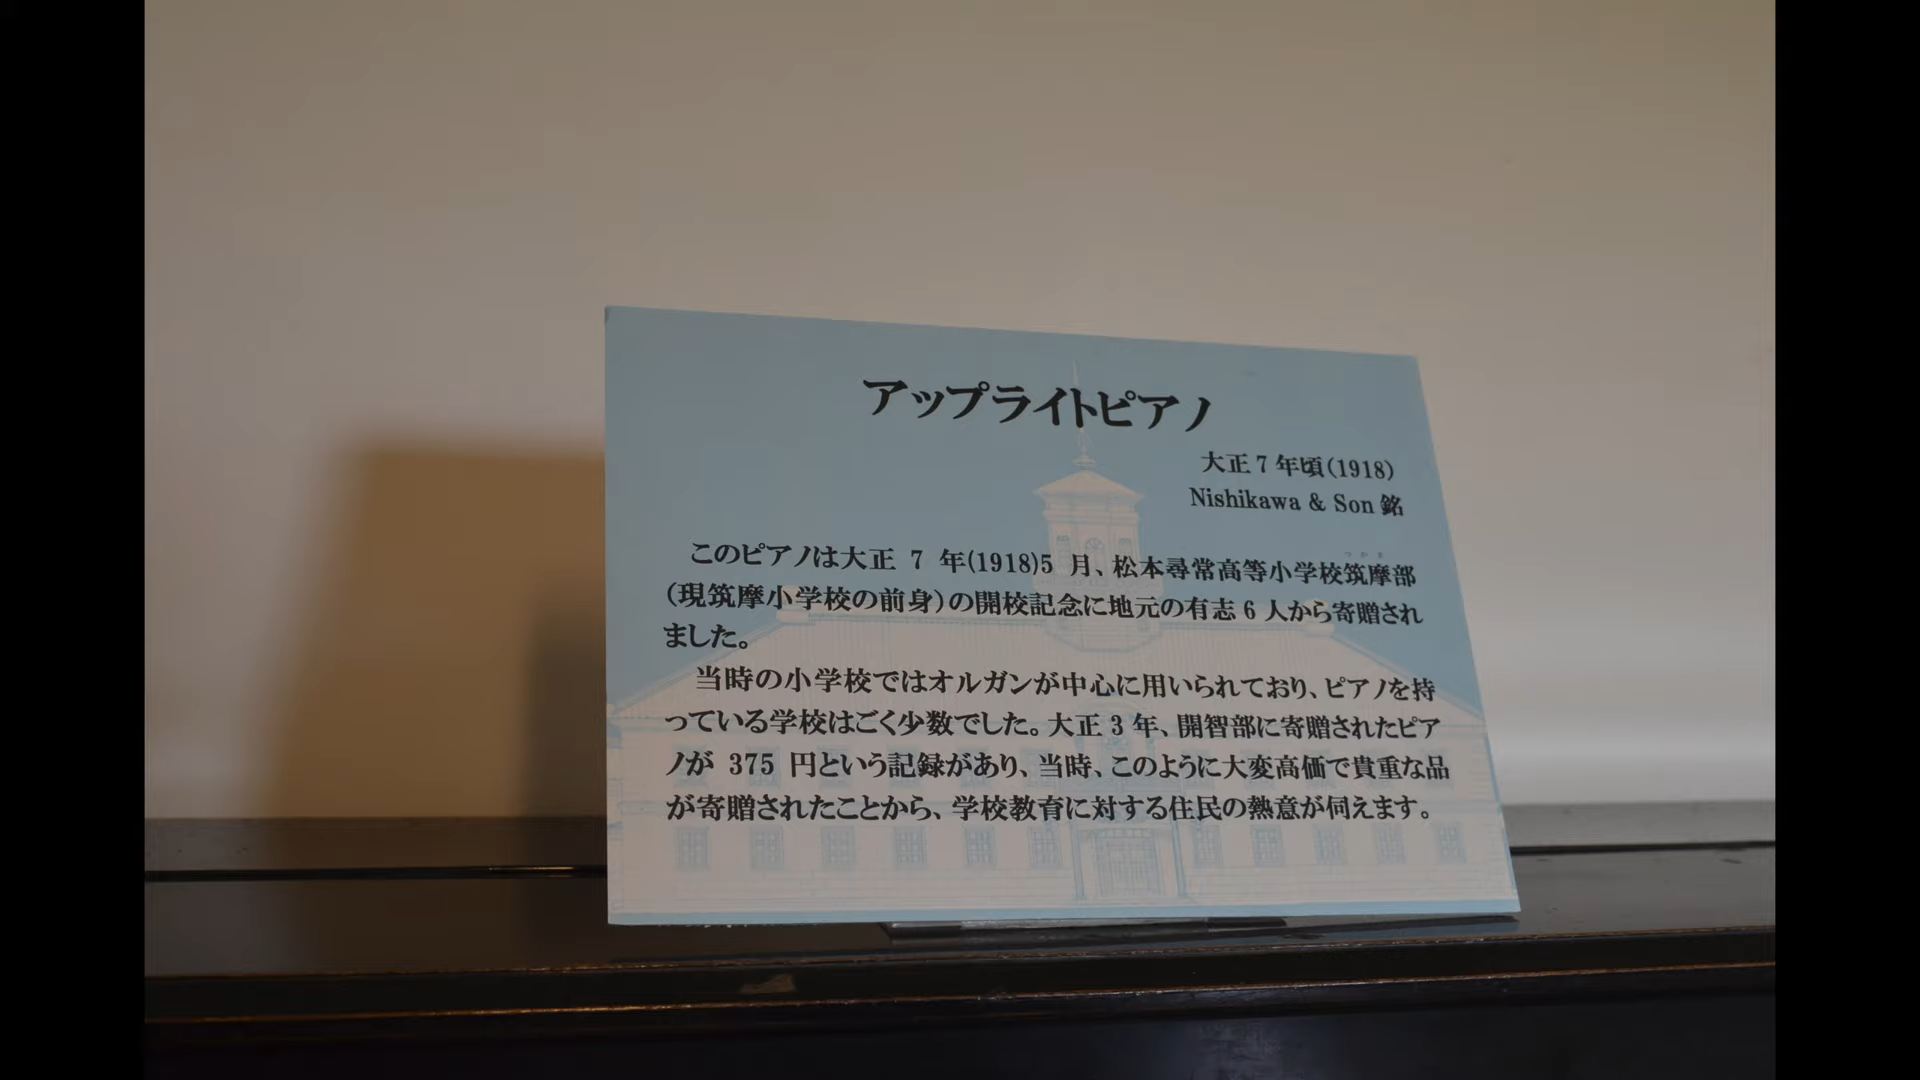 アップライトピアノ
大正7年頃(1918)
Nishikawa & Son 銘
つかま
このピアノは大正 7 年(1918)5 月、松本尋常高等小学校筑摩部
(現筑摩小学校の前身)の開校記念に地元の有志6人から寄贈され
ました。
当時の小学校ではオルガンが中心に用いられており、ピアノを持
っている学校はごく少数でした。大正3年、開智部に寄贈されたピア
ノが 375 円という記録があり、当時、このように大変高価で貴重な品
が寄贈されたことから、学校教育に対する住民の熱意が伺えます。